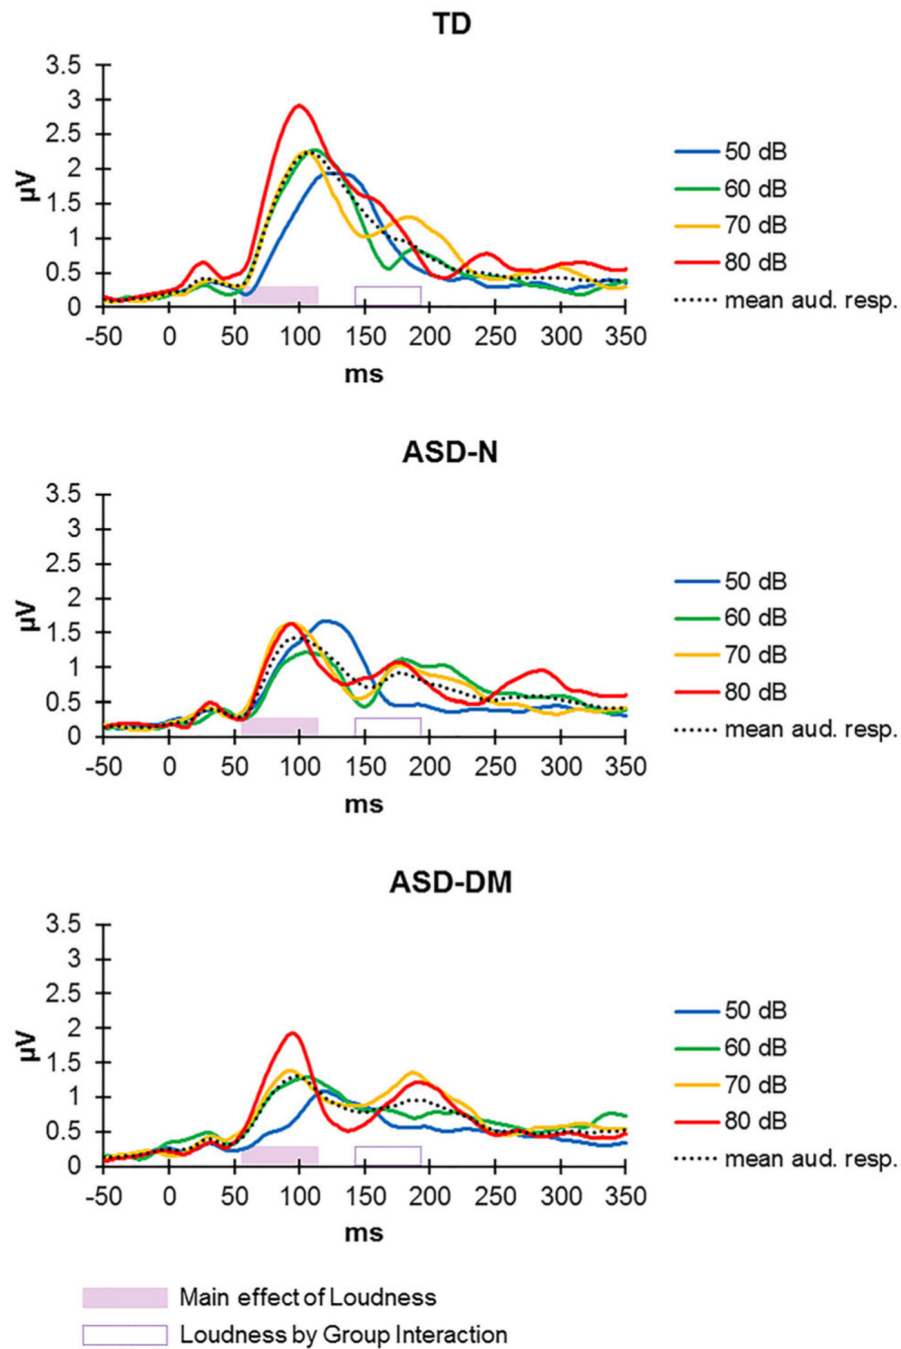 TD
3.5
3
2.5
2
1.5
1
0.5
0
µV
-50 0 50 100 150 200 250 300 350
ms
50 dB
60 dB
70 dB
80 dB
mean aud. resp.
ASD-N
3.5
3
2.5
2
1.5
1
0.5
0
µV
-50 0 50 100 150 200 250 300 350
ms
50 dB
60 dB
70 dB
80 dB
mean aud. resp.
ASD-DM
3.5
3
2.5
2
1.5
1
0.5
0
µV
-50 0 50 100 150 200 250 300 350
ms
50 dB
60 dB
70 dB
80 dB
mean aud. resp.
Main effect of Loudness
Loudness by Group Interaction